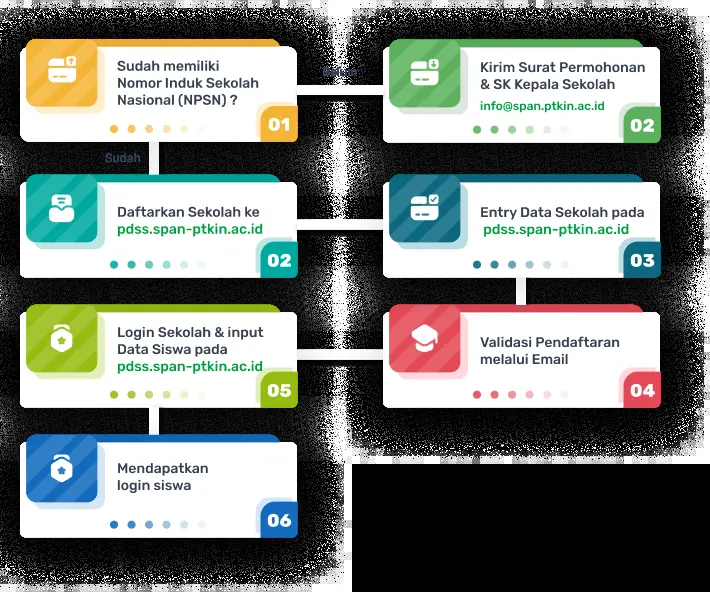 Sudah memiliki
Nomor Induk Sekolah
Nasional (NPSN) ?
01
Kirim Surat Permohonan
& SK Kepala Sekolah
info@span.ptkin.ac.id
02
Sudah
Daftarkan Sekolah ke
pdss.span-ptkin.ac.id
02
Entry Data Sekolah pada
pdss.span-ptkin.ac.id
03
Validasi Pendaftaran
melalui Email
04
Login Sekolah & input
Data Siswa pada
pdss.span-ptkin.ac.id
05
Mendapatkan
login siswa
06